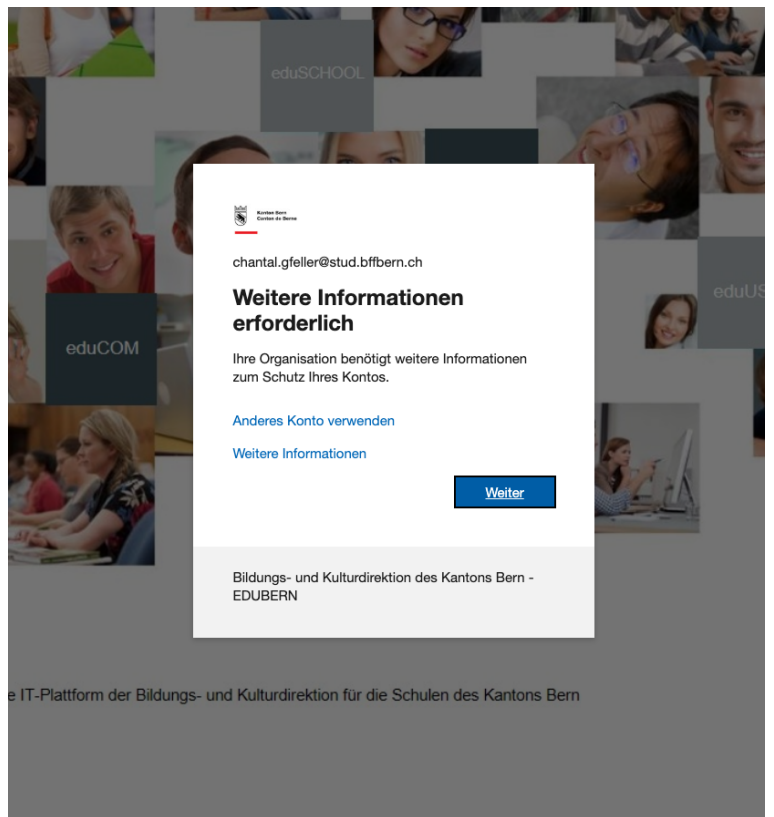 eduSCHOOL
eduUS
eduCOM
Kanton Bern
Canton de Berne
chantal.gfeller@stud.bffbern.ch
Weitere Informationen
erforderlich
Ihre Organisation benötigt weitere Informationen
zum Schutz Ihres Kontos.
Anderes Konto verwenden
Weitere Informationen
Weiter
Bildungs- und Kulturdirektion des Kantons Bern -
EDUBERN
e IT-Plattform der Bildungs- und Kulturdirektion für die Schulen des Kantons Bern